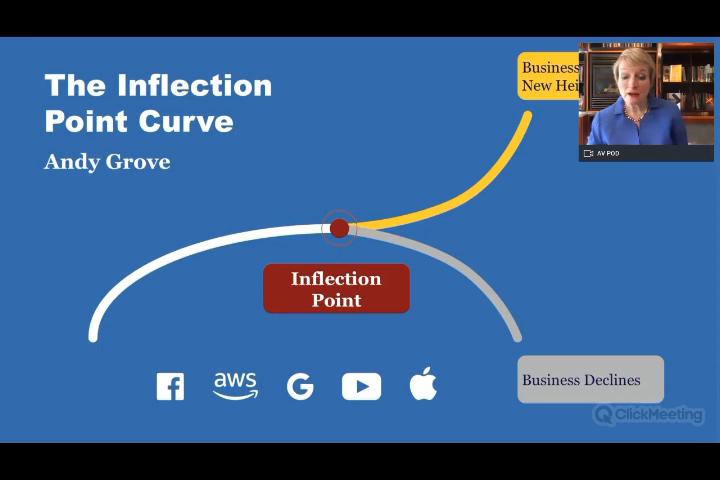 The Inflection
Point Curve
Andy Grove
Business
New Hei
AV POD
Inflection
Point
aws
G
Business Declines
ClickMeeting